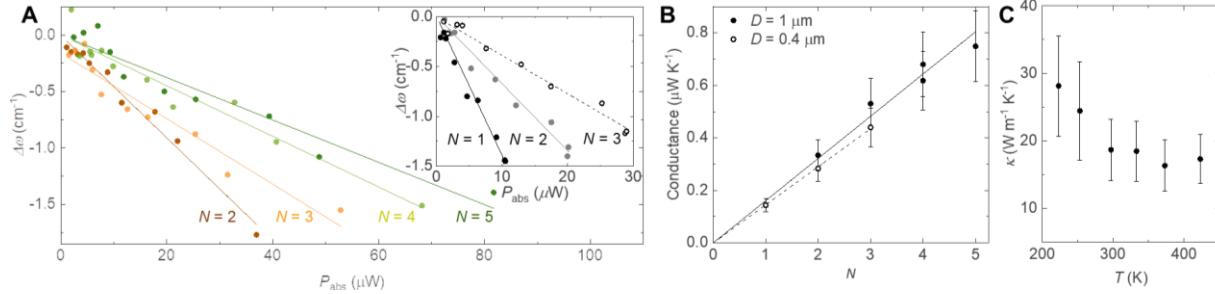 A
0.0
-0.5
-1.0
-1.5
Δω (cm⁻¹)
0
20
40
60
80
100
P_abs (μW)
N = 2
N = 3
N = 4
N = 5
0.0
-0.5
-1.0
-1.5
Δω (cm⁻¹)
0
10
20
30
P_abs (μW)
N = 1
N = 2
N = 3
B
D = 1 μm
D = 0.4 μm
0.8
0.6
0.4
0.2
0.0
Conductance (μW K⁻¹)
0
1
2
3
4
5
N
C
40
30
20
10
0
κ (W m⁻¹ K⁻¹)
200
300
400
T (K)